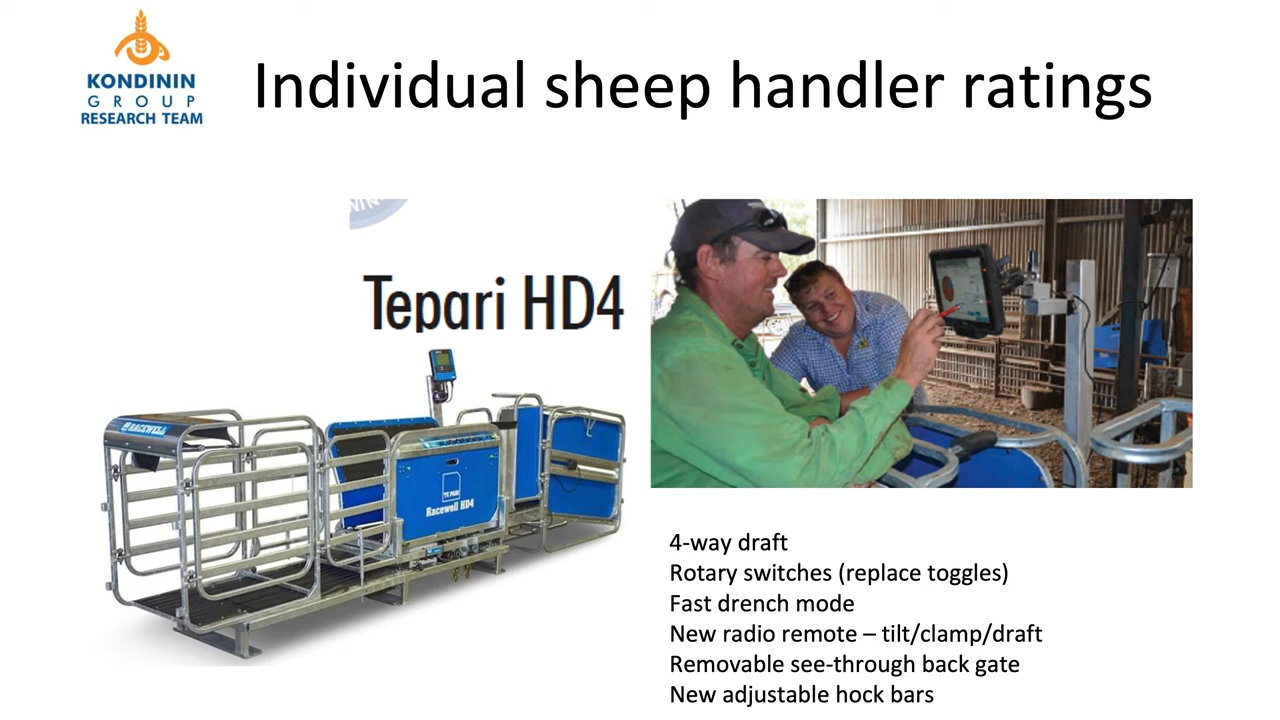 KONDININ
GROUP
RESEARCH TEAM
Individual sheep handler ratings
Tepari HD4
RACEWELL
TE PARI
Racewell HD4
4-way draft
Rotary switches (replace toggles)
Fast drench mode
New radio remote – tilt/clamp/draft
Removable see-through back gate
New adjustable hock bars